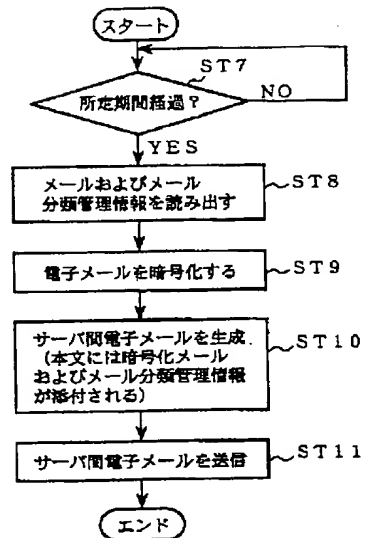 スタート
ST7
所定期間経過?
NO
YES
メールおよびメール
分類管理情報を読み出す
ST8
電子メールを暗号化する
ST9
サーバ間電子メールを生成
(本文には暗号化メール
およびメール分類管理情報
が添付される)
ST10
サーバ間電子メールを送信
ST11
エンド